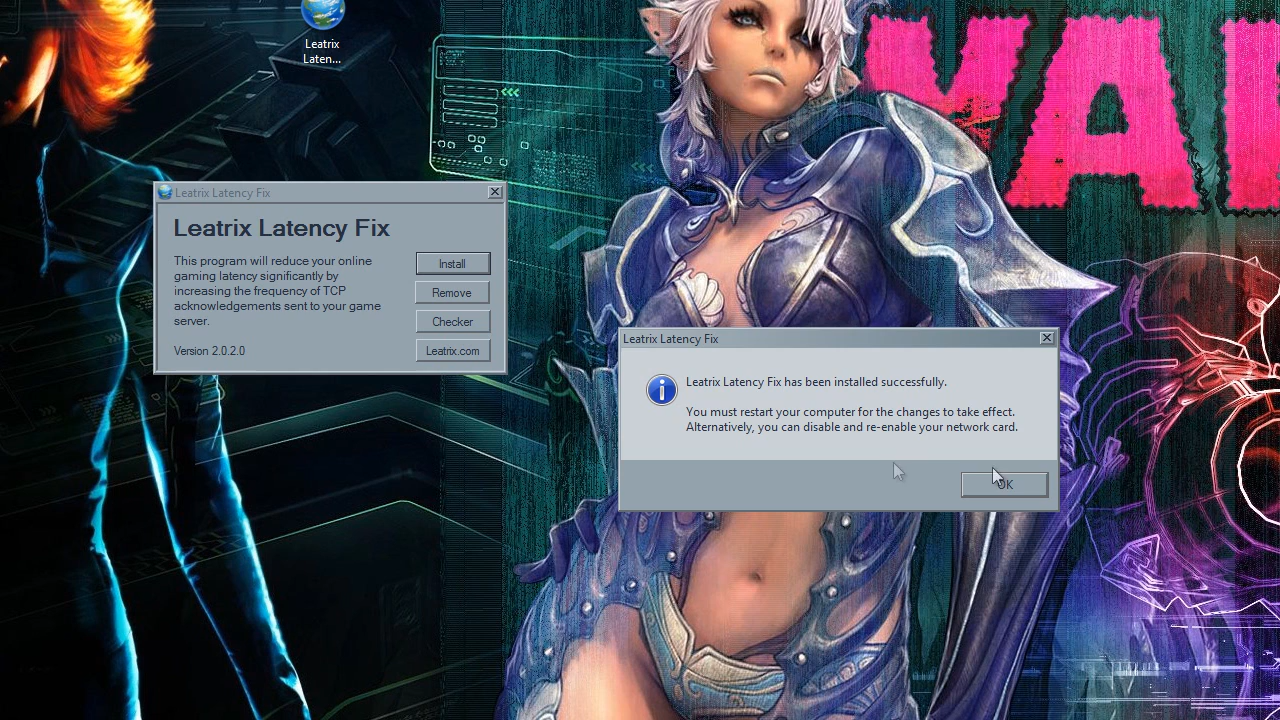 Leatrix
Laten...
Leatrix Latency Fix
Leatrix Latency Fix
This program will reduce your online
gaming latency significantly by
increasing the frequency of TCP
acknowledgements sent to your game
server.
Version 2.0.2.0
Install
Remove
Checker
Leatrix.com
Leatrix Latency Fix
Leatrix Latency Fix has been installed successfully.
You must restart your computer for the changes to take effect.
Alternatively, you can disable and re-enable your network card.
OK